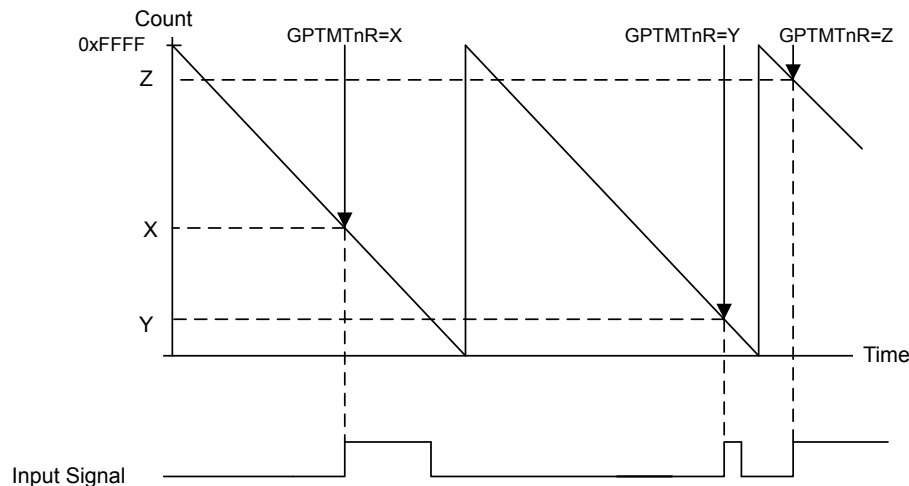 Count
0xFFFF
GPTMTnR=X
GPTMTnR=Y
GPTMTnR=Z
Z
X
Y
Time
Input Signal